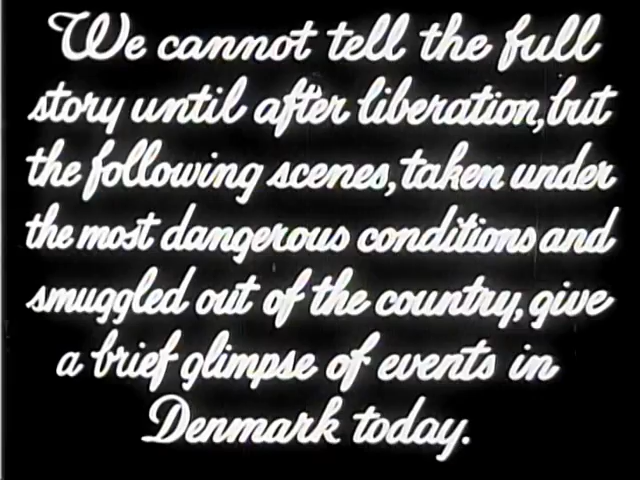 We cannot tell the full
story until after liberation, but
the following scenes, taken under
the most dangerous conditions and
smuggled out of the country, give
a brief glimpse of events in
Denmark today.